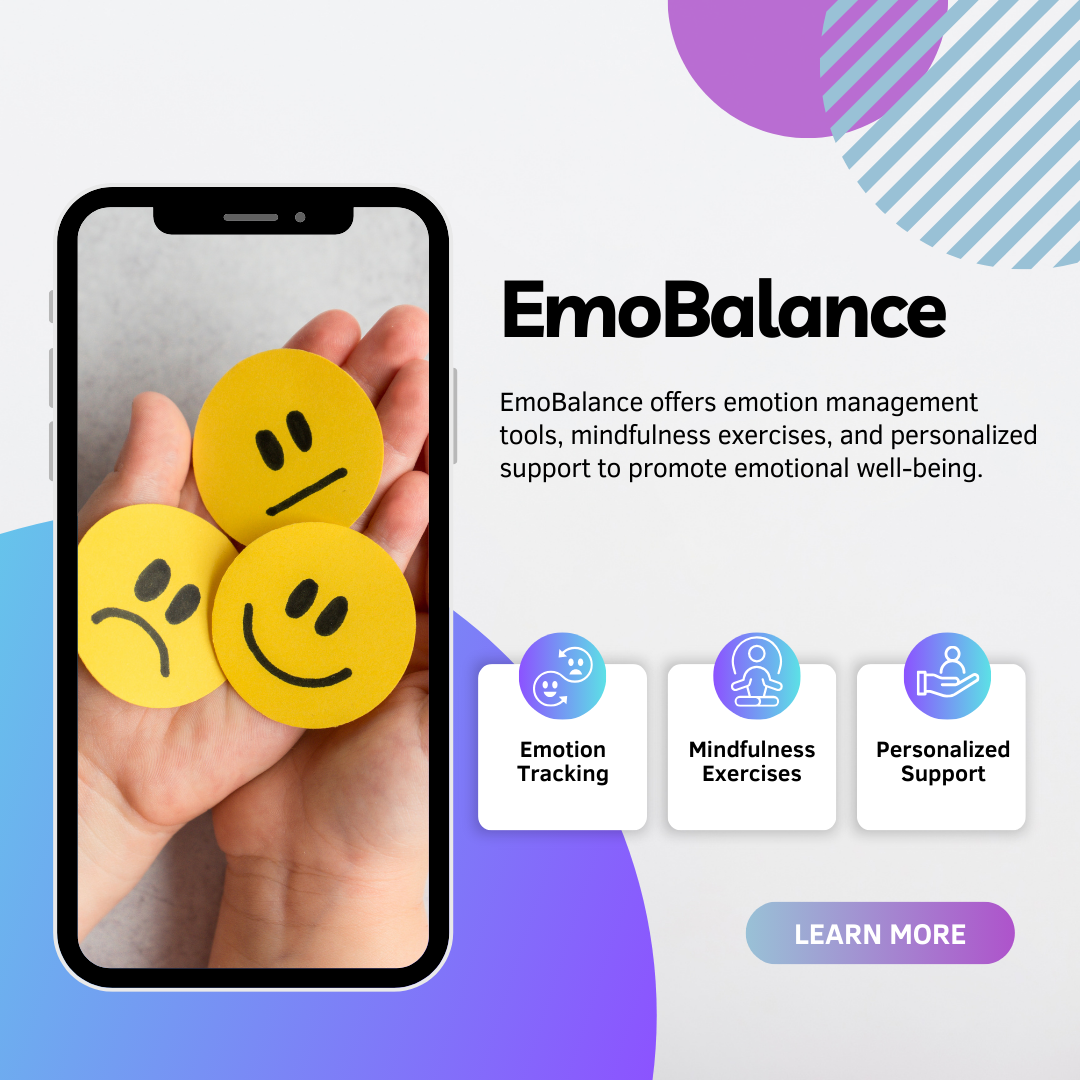 EmoBalance
EmoBalance offers emotion management
tools, mindfulness exercises, and personalized
support to promote emotional well-being.
Emotion
Tracking
Mindfulness
Exercises
Personalized
Support
LEARN MORE